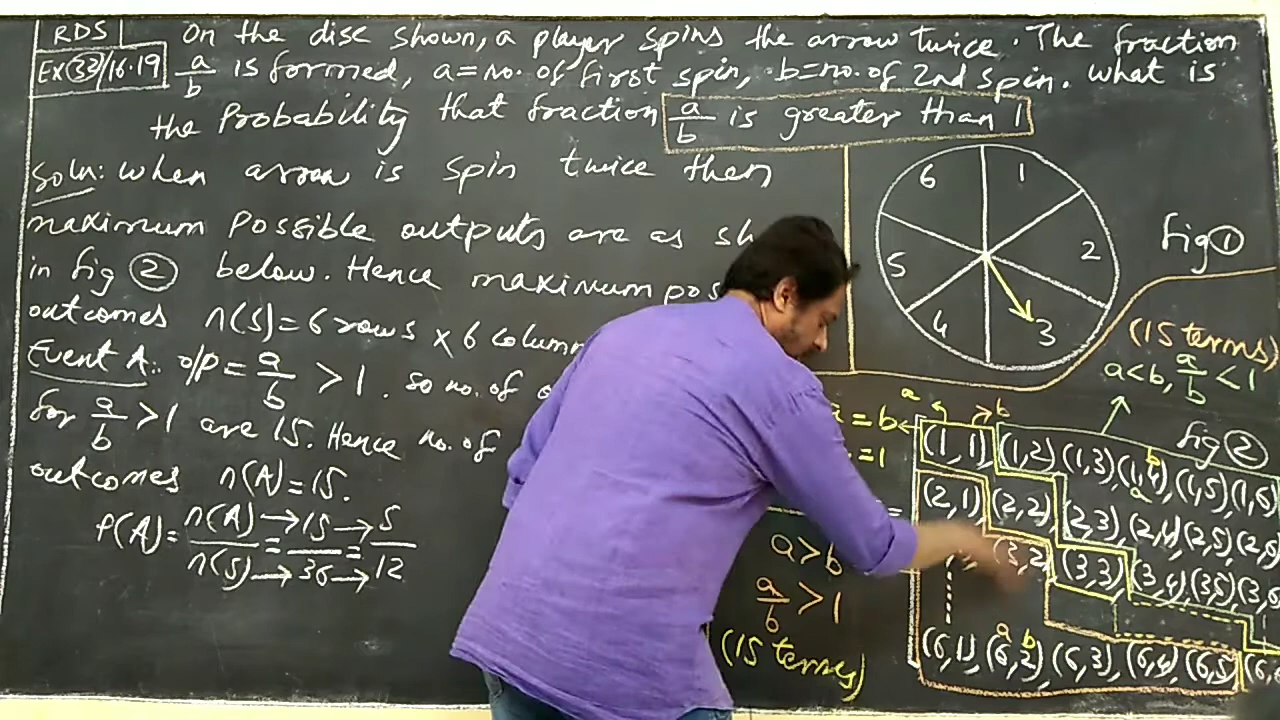 RDS
Ex(33)/16.19
On the disc shown, a player spins the arrow twice. The fraction
a/b is formed, a=no. of first spin, b=no. of 2nd spin. What is
the Probability that fraction a/b is greater than 1
Soln: when arrow is spin twice then
maximum Possible outputs are as
in fig ② below. Hence maximum
outcomes n(S)=6 rows × 6
Event A: o/p = a/b > 1. so no. of
for a/b > 1 are 15. Hence no. of
outcomes n(A)=15.
P(A)= n(A)/n(S) → = 15/36 → = 5/12
6 1
5 2
4 3
fig ①
(15 terms)
a<b, a/b < 1
fig ②
a b
= b
= 1
(1,1), (1,2), (1,3), (1,4), (1,5), (1,6)
b
a
(2,1), (2,2), (2,3), (2,4), (2,5), (2,6
(3,2), (3,3), (3,4), (3,5), (3,6
a b
(6,1), (6,2), (6,3), (6,4), (6,5), (6,6
a>b
a/b > 1
(15 terms)